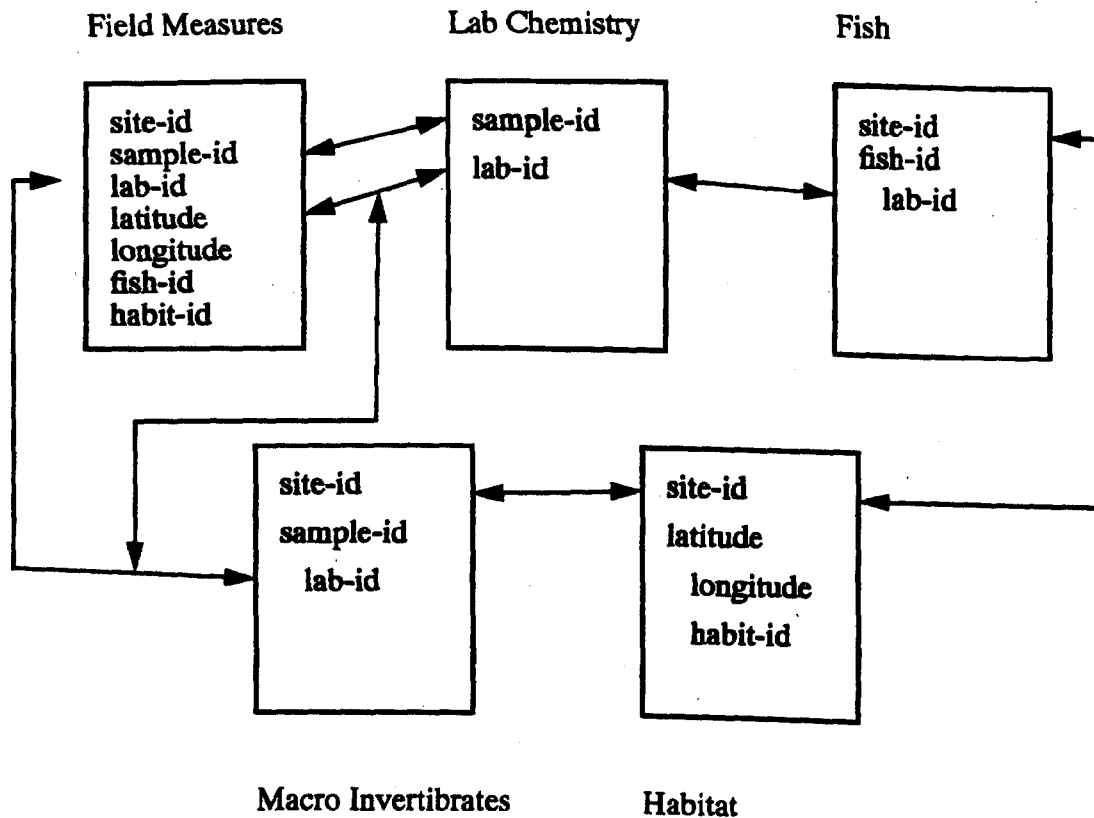 Field Measures
site-id
sample-id
lab-id
latitude
longitude
fish-id
habit-id
Lab Chemistry
sample-id
lab-id
Fish
site-id
fish-id
lab-id
site-id
sample-id
lab-id
Macro Invertibrates
site-id
latitude
longitude
habit-id
Habitat